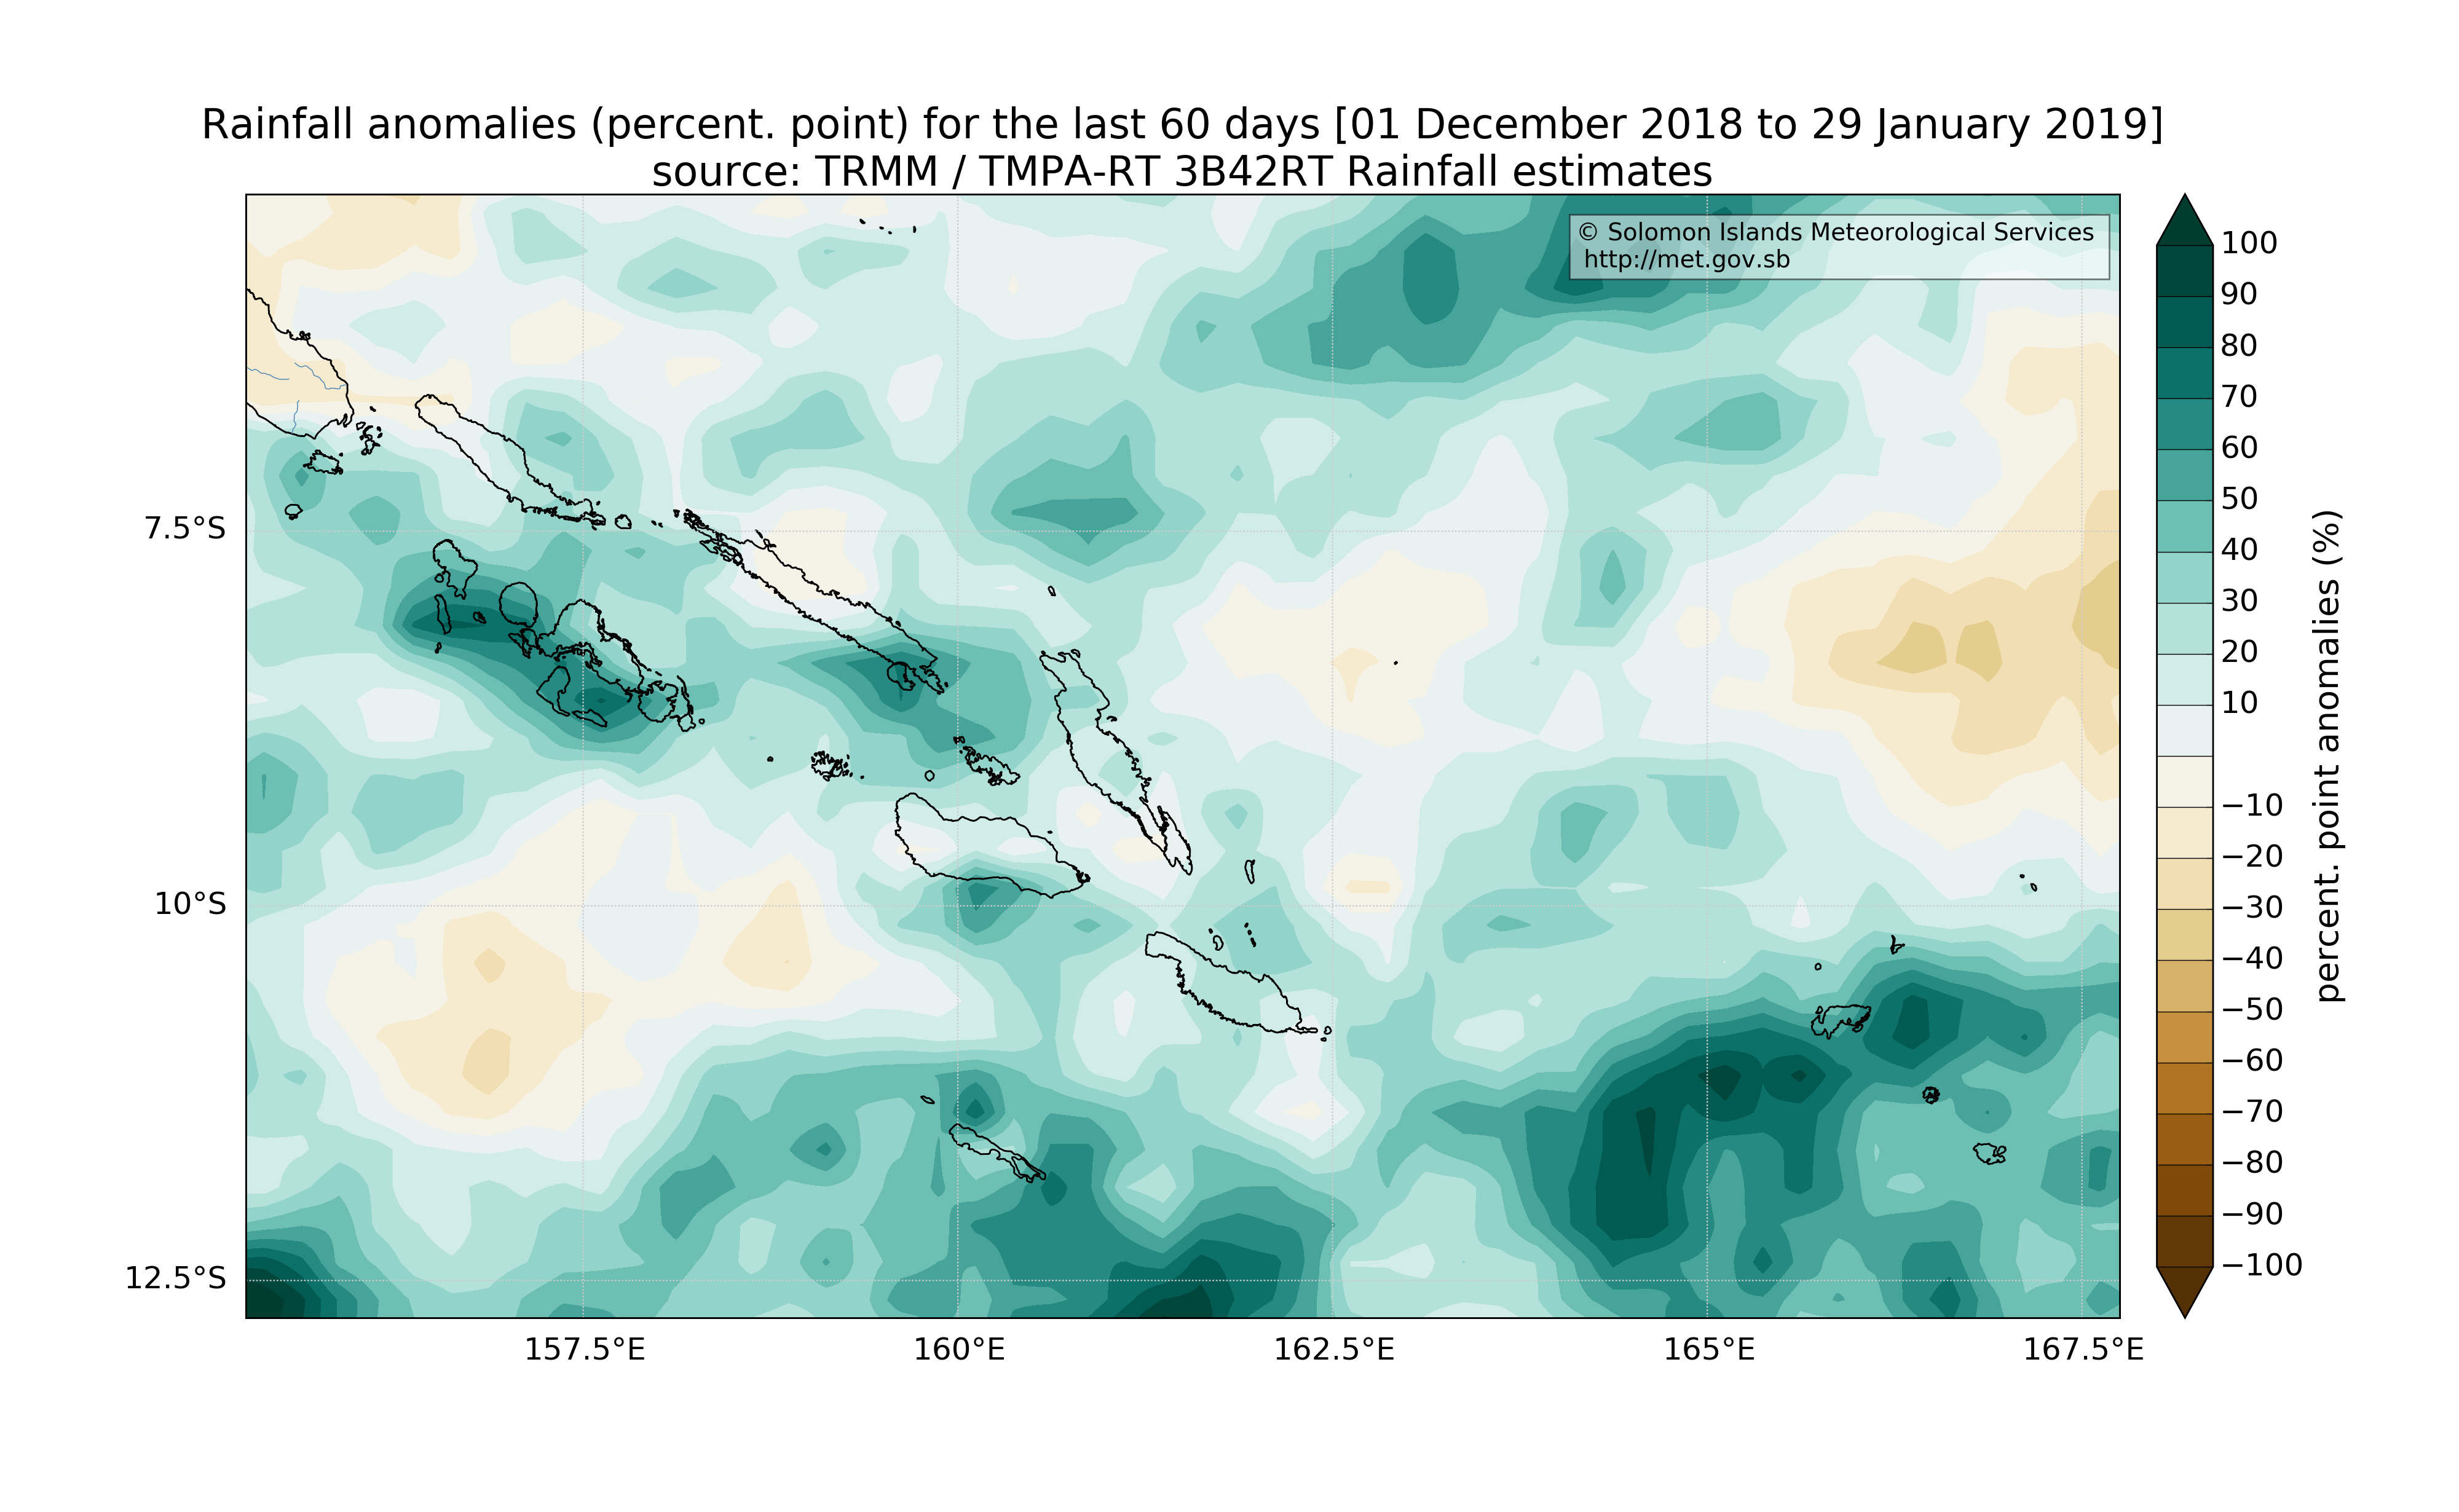 Rainfall anomalies (percent. point) for the last 60 days [01 December 2018 to 29 January 2019]
source: TRMM / TMPA-RT 3B42RT Rainfall estimates
© Solomon Islands Meteorological Services
http://met.gov.sb
7.5°S
10°S
12.5°S
157.5°E
160°E
162.5°E
165°E
167.5°E
100
90
80
70
60
50
40
30
20
10
−10
−20
−30
−40
−50
−60
−70
−80
−90
−100
percent. point anomalies (%)